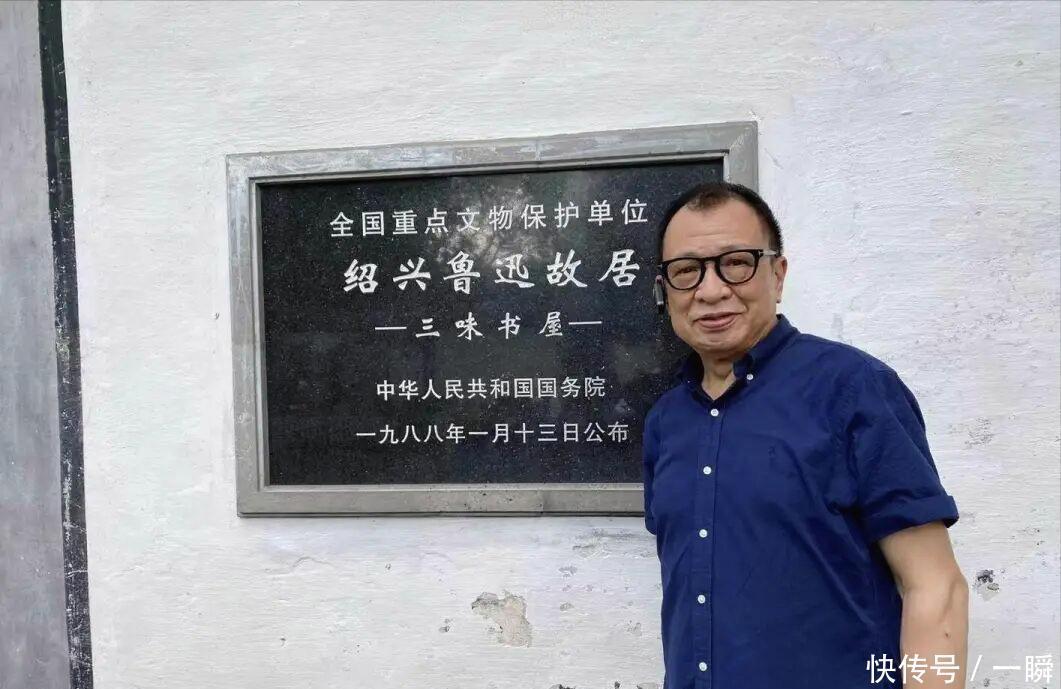 全国重点文物保护单位
绍兴鲁迅故居
—三味书屋—
中华人民共和国国务院
一九八八年一月十三日公布
快传号 / 一瞬